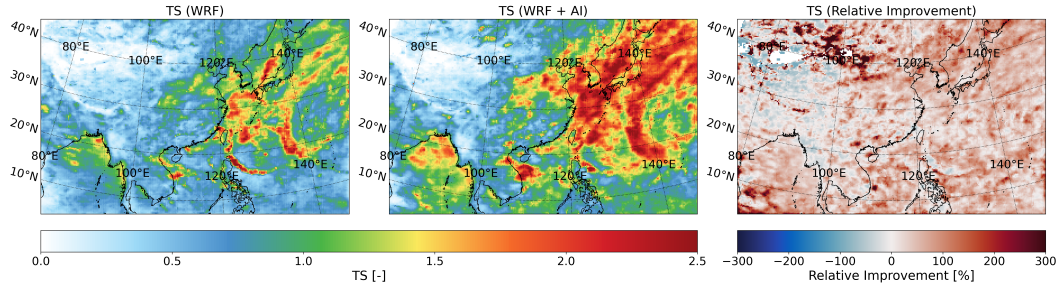 TS (WRF)
TS (WRF + AI)
TS (Relative Improvement)
40°N
80°E
100°E
120°E
140°E
30°N
20°N
80°E
10°N
100°E
120°E
140°E
40°N
80°E
100°E
120°E
140°E
30°N
20°N
80°E
10°N
100°E
120°E
140°E
40°N
80°E
100°E
120°E
140°E
30°N
20°N
80°E
10°N
100°E
120°E
140°E
0.0 0.5 1.0 1.5 2.0 2.5
TS [-]
−300 −200 −100 0 100 200 300
Relative Improvement [%]